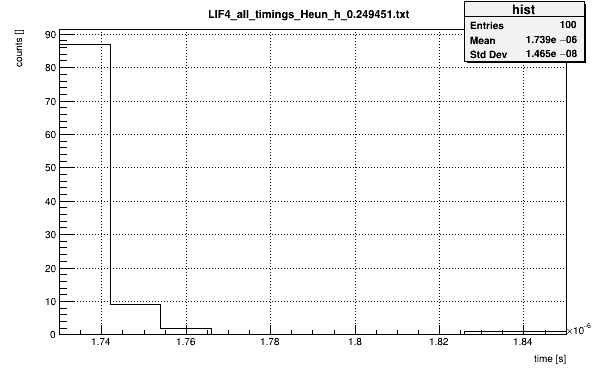 LIF4_all_timings_Heun_h_0.249451.txt
hist
Entries 100
Mean 1.739e −06
Std Dev 1.465e −08
counts []
90
80
70
60
50
40
30
20
10
0
1.74 1.76 1.78 1.8 1.82 1.84
×10⁻⁶
time [s]